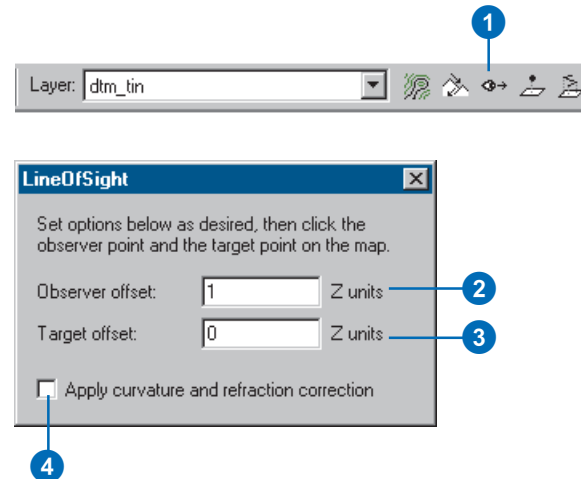 1
Layer: dtm_tin
LineOfSight
Set options below as desired, then click the
observer point and the target point on the map.
Observer offset: 1 Z units 2
Target offset: 0 Z units 3
Apply curvature and refraction correction
4